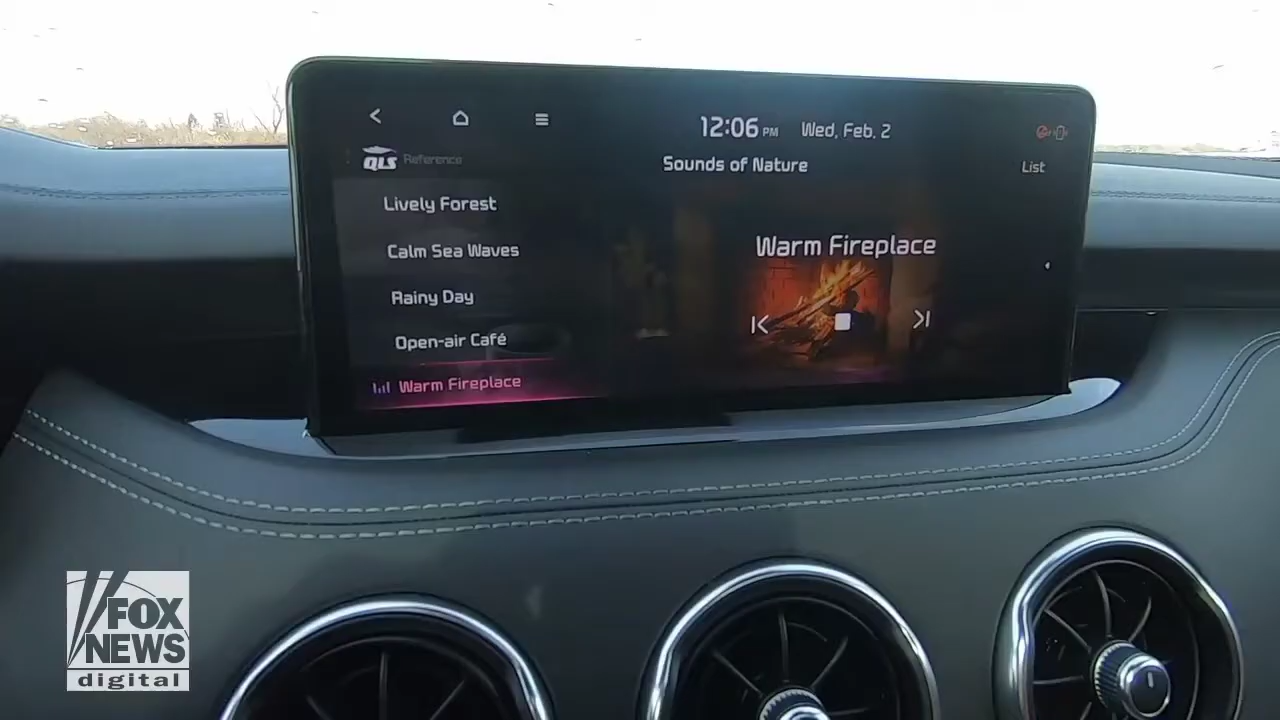 12:06 PM Wed, Feb. 2
QLS Reference
Sounds of Nature
List
Lively Forest
Calm Sea Waves
Rainy Day
Open-air Café
Warm Fireplace
Warm Fireplace
FOX
NEWS
digital